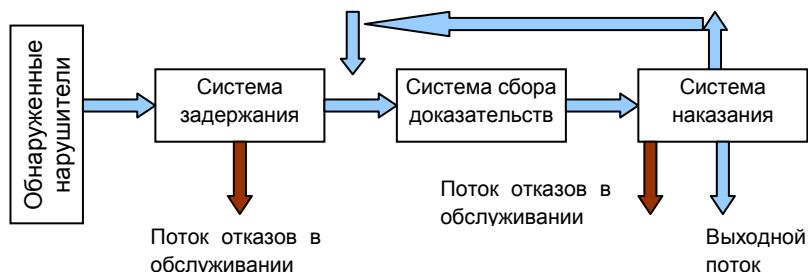 Обнаруженные
нарушители
Система
задержания
Система сбора
доказательств
Система
наказания
Поток отказов в
обслуживании
Поток отказов в
обслуживании
Выходной
поток